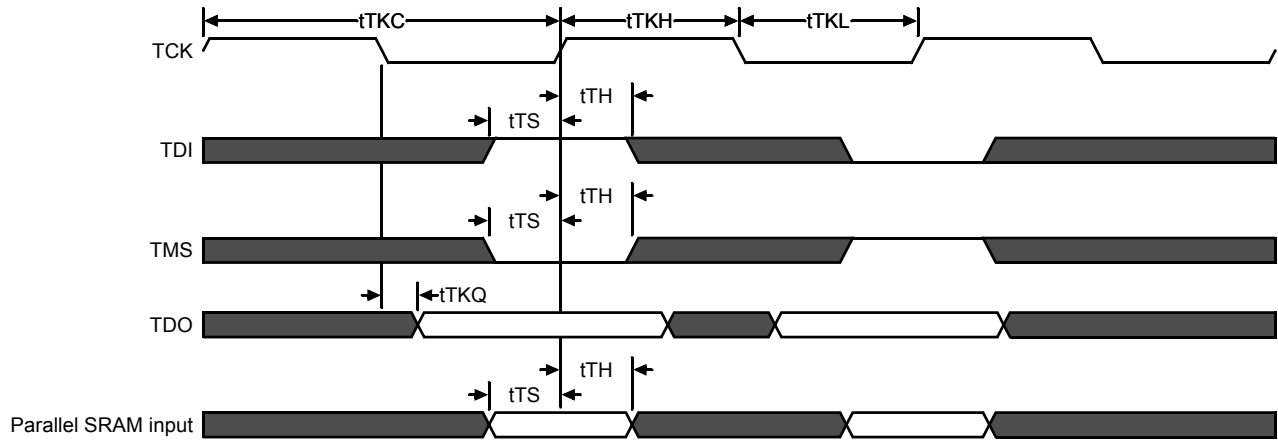 tTKC
tTKH
tTKL
TCK
tTH
tTS
TDI
tTH
tTS
TMS
tTKQ
TDO
tTH
tTS
Parallel SRAM input